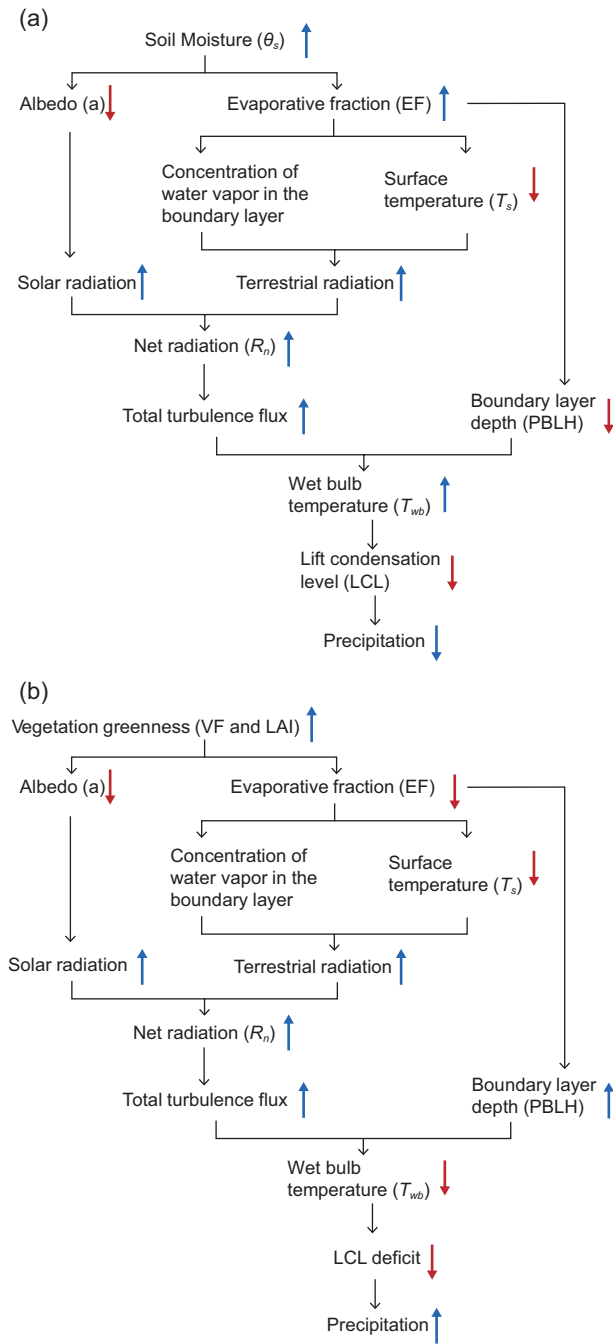 (a)
Soil Moisture (θs)
Albedo (a)
Evaporative fraction (EF)
Concentration of
water vapor in the
boundary layer
Surface
temperature (Ts)
Solar radiation
Terrestrial radiation
Net radiation (Rn)
Total turbulence flux
Boundary layer
depth (PBLH)
Wet bulb
temperature (Twb)
Lift condensation
level (LCL)
Precipitation
(b)
Vegetation greenness (VF and LAI)
Albedo (a)
Evaporative fraction (EF)
Concentration of
water vapor in the
boundary layer
Surface
temperature (Ts)
Solar radiation
Terrestrial radiation
Net radiation (Rn)
Total turbulence flux
Boundary layer
depth (PBLH)
Wet bulb
temperature (Twb)
LCL deficit
Precipitation